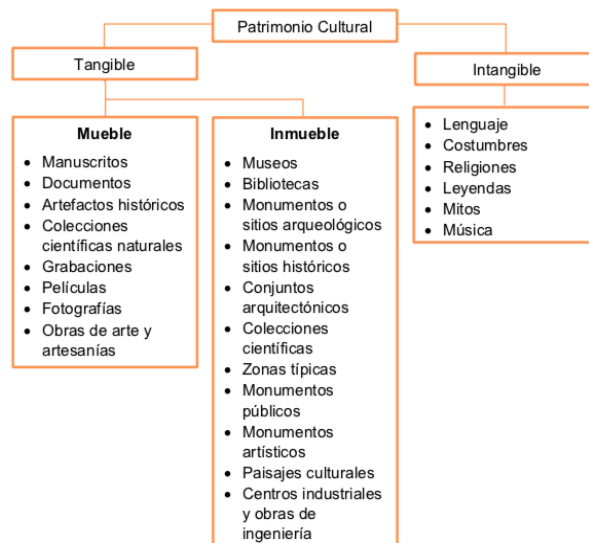 Patrimonio Cultural
Tangible
Intangible
Mueble
Manuscritos
Documentos
Artefactos históricos
Colecciones
científicas naturales
Grabaciones
Películas
Fotografías
Obras de arte y
artesanías
Inmueble
Museos
Bibliotecas
Monumentos o
sitios arqueológicos
Monumentos o
sitios históricos
Conjuntos
arquitectónicos
Colecciones
científicas
Zonas típicas
Monumentos
públicos
Monumentos
artísticos
Paisajes culturales
Centros industriales
y obras de
ingeniería
Lenguaje
Costumbres
Religiones
Leyendas
Mitos
Música